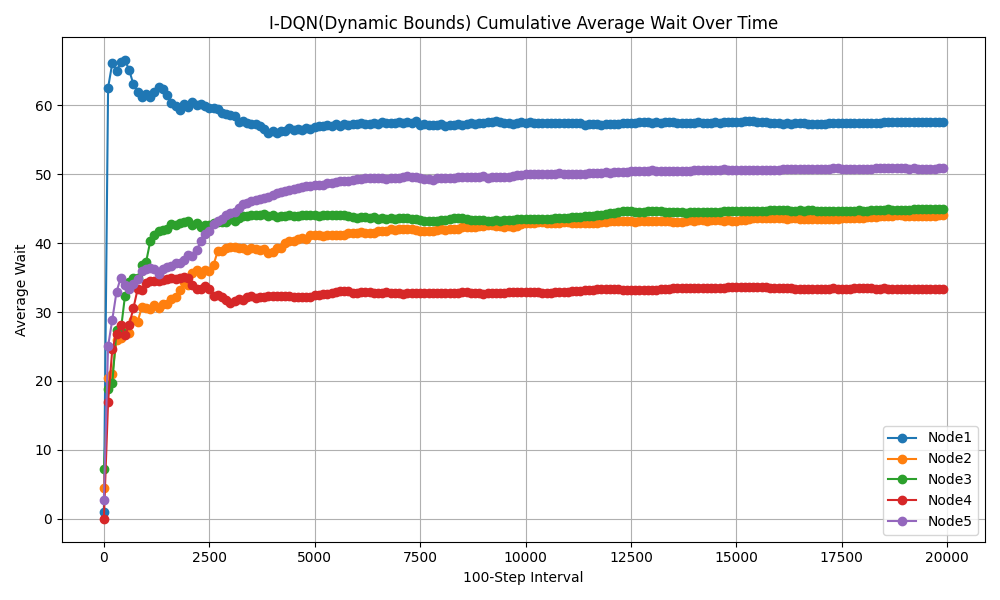 I-DQN(Dynamic Bounds) Cumulative Average Wait Over Time
Average Wait
60
50
40
30
20
10
0
0 2500 5000 7500 10000 12500 15000 17500 20000
100-Step Interval
Node1
Node2
Node3
Node4
Node5